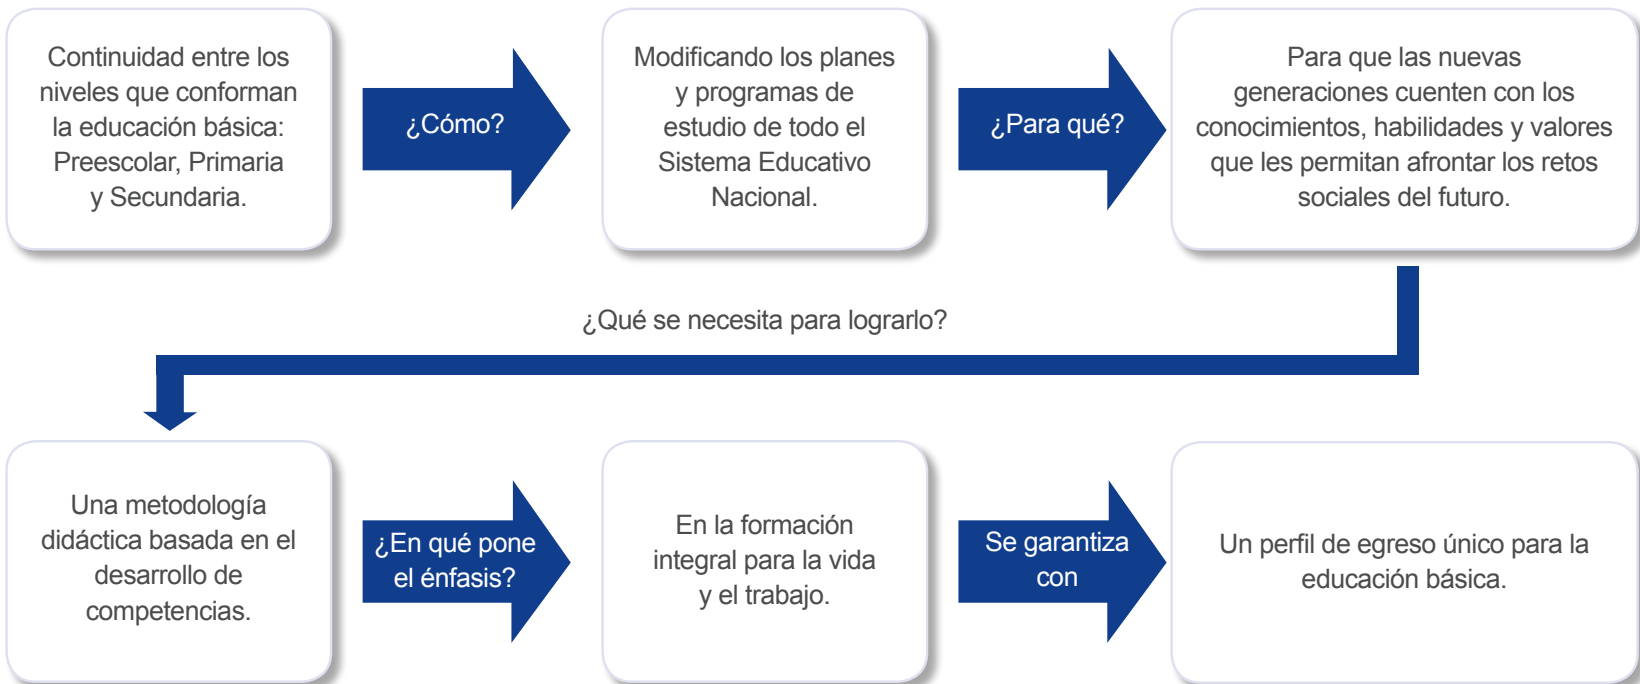 Continuidad entre los
niveles que conforman
la educación básica:
Preescolar, Primaria
y Secundaria.
¿Cómo?
Modificando los planes
y programas de
estudio de todo el
Sistema Educativo
Nacional.
¿Para qué?
Para que las nuevas
generaciones cuenten con los
conocimientos, habilidades y valores
que les permitan afrontar los retos
sociales del futuro.
¿Qué se necesita para lograrlo?
Una metodología
didáctica basada en el
desarrollo de
competencias.
¿En qué pone
el énfasis?
En la formación
integral para la vida
y el trabajo.
Se garantiza
con
Un perfil de egreso único para la
educación básica.